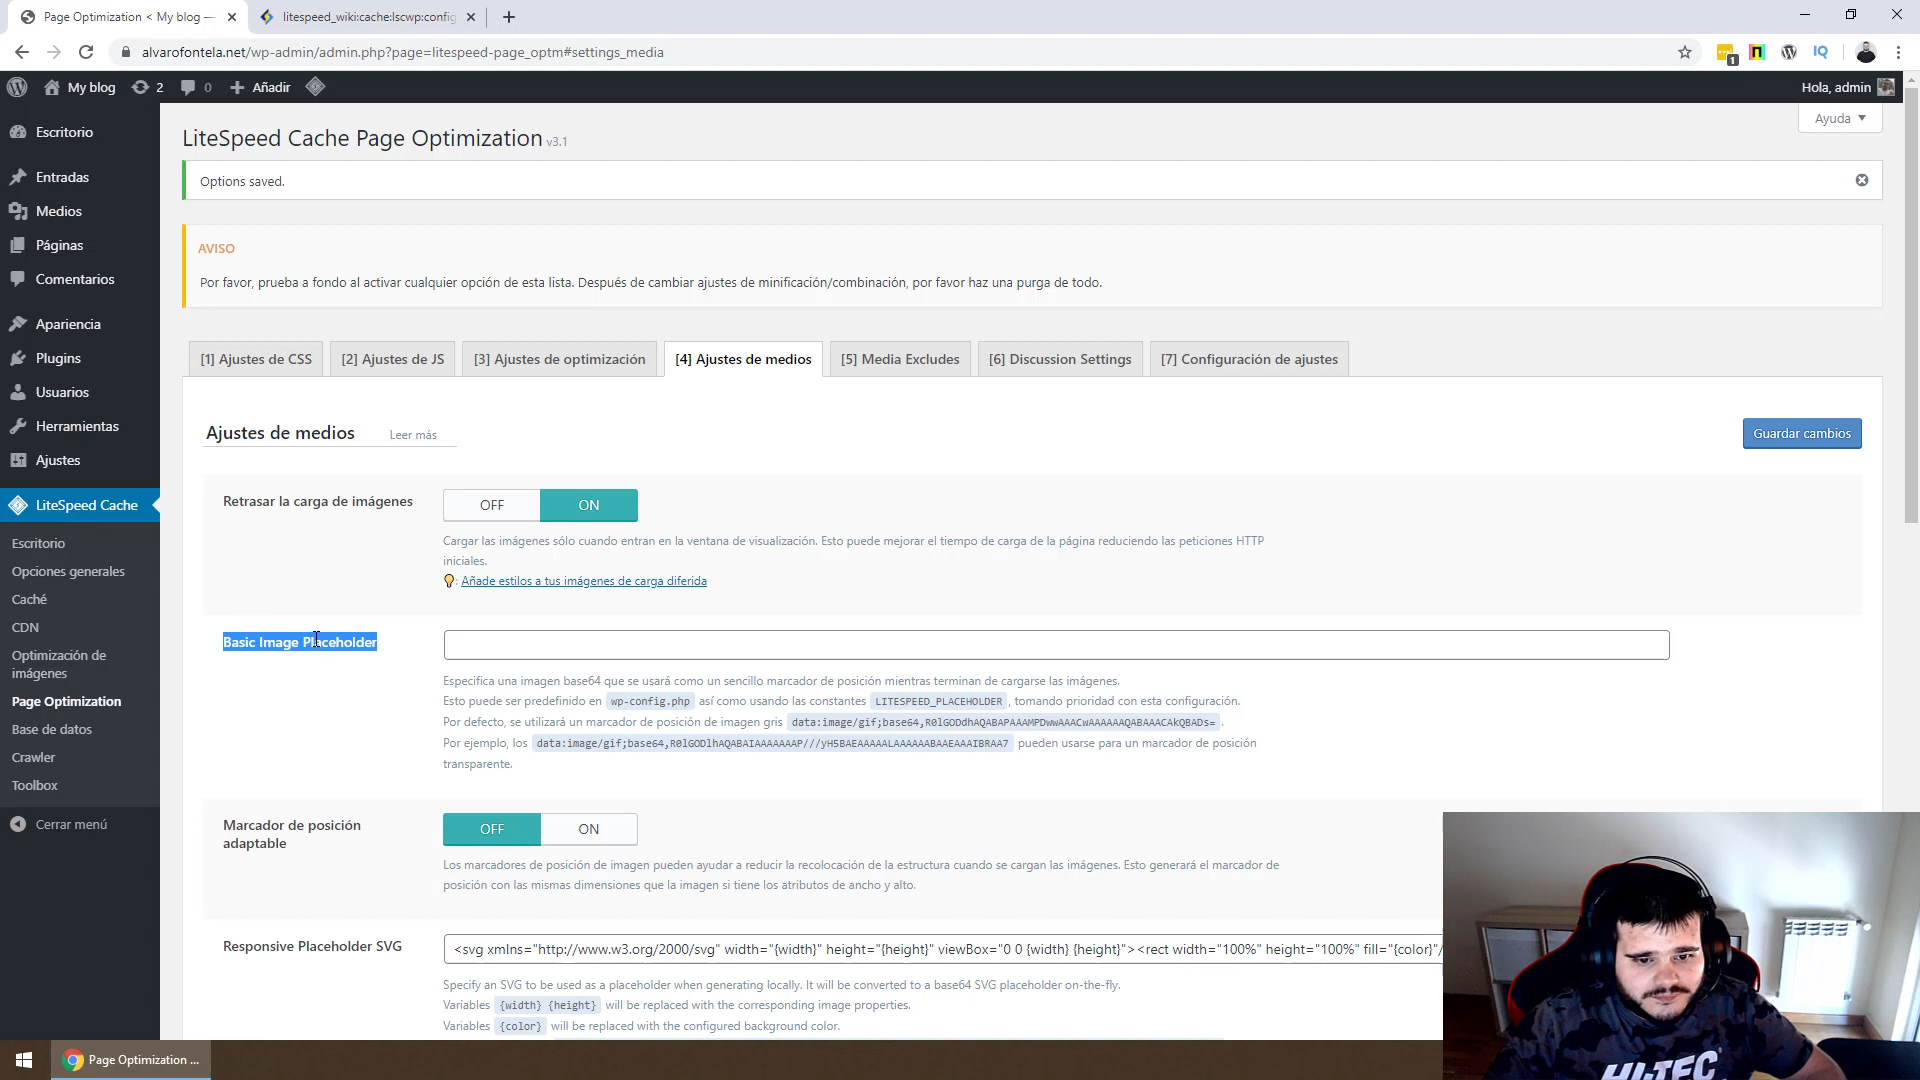 Page Optimization < My blog —
litespeed_wiki:cache:lscwp:config
alvarofontela.net/wp-admin/admin.php?page=litespeed-page_optm#settings_media
1
My blog
2
0
Añadir
Hola, admin
Ayuda
Escritorio
Entradas
Medios
Páginas
Comentarios
Apariencia
Plugins
Usuarios
Herramientas
Ajustes
LiteSpeed Cache
Escritorio
Opciones generales
Caché
CDN
Optimización de
imágenes
Page Optimization
Base de datos
Crawler
Toolbox
Cerrar menú
LiteSpeed Cache Page Optimization v3.1
Options saved.
AVISO
Por favor, prueba a fondo al activar cualquier opción de esta lista. Después de cambiar ajustes de minificación/combinación, por favor haz una purga de todo.
[1] Ajustes de CSS
[2] Ajustes de JS
[3] Ajustes de optimización
[4] Ajustes de medios
[5] Media Excludes
[6] Discussion Settings
[7] Configuración de ajustes
Ajustes de medios
Leer más
Guardar cambios
Retrasar la carga de imágenes
OFF
ON
Cargar las imágenes sólo cuando entran en la ventana de visualización. Esto puede mejorar el tiempo de carga de la página reduciendo las peticiones HTTP
iniciales.
: Añade estilos a tus imágenes de carga diferida
Basic Image Placeholder
Especifica una imagen base64 que se usará como un sencillo marcador de posición mientras terminan de cargarse las imágenes.
Esto puede ser predefinido en wp-config.php así como usando las constantes LITESPEED_PLACEHOLDER , tomando prioridad con esta configuración.
Por defecto, se utilizará un marcador de posición de imagen gris data:image/gif;base64,R0lGODdhAQABAPAAAMPDwwAAACwAAAAAAQABAAACAkQBADs= .
Por ejemplo, los data:image/gif;base64,R0lGODlhAQABAIAAAAAAAP///yH5BAEAAAAALAAAAAABAAEAAAIBRAA7 pueden usarse para un marcador de posición
transparente.
Marcador de posición
adaptable
OFF
ON
Los marcadores de posición de imagen pueden ayudar a reducir la recolocación de la estructura cuando se cargan las imágenes. Esto generará el marcador de
posición con las mismas dimensiones que la imagen si tiene los atributos de ancho y alto.
Responsive Placeholder SVG
<svg xmlns="http://www.w3.org/2000/svg" width="{width}" height="{height}" viewBox="0 0 {width} {height}"><rect width="100%" height="100%" fill="{color}"/
Specify an SVG to be used as a placeholder when generating locally. It will be converted to a base64 SVG placeholder on-the-fly.
Variables {width} {height} will be replaced with the corresponding image properties.
Variables {color} will be replaced with the configured background color.
Page Optimization ...